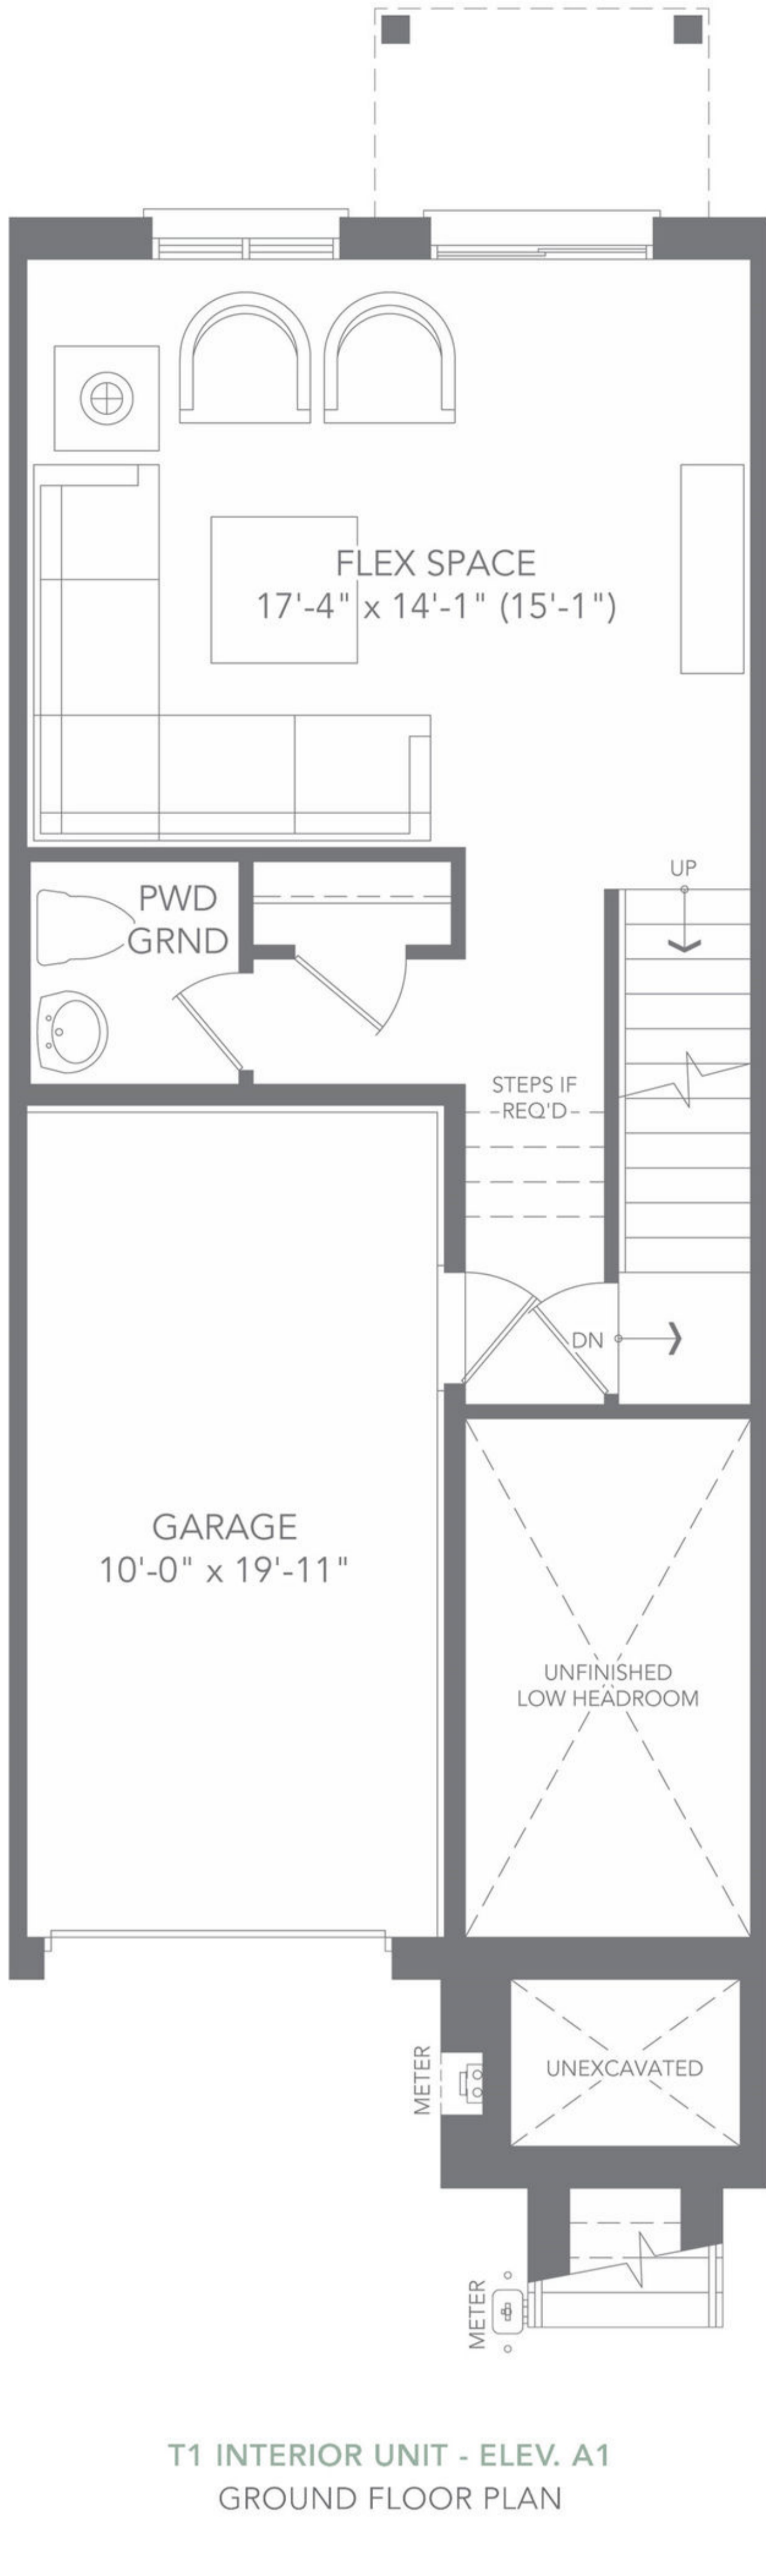 FLEX SPACE
17'-4" x 14'-1" (15'-1")
UP
PWD
GRND
STEPS IF
REQ'D
DN
GARAGE
10'-0" x 19'-11"
UNFINISHED
LOW HEADROOM
METER
UNEXCAVATED
METER
T1 INTERIOR UNIT - ELEV. A1
GROUND FLOOR PLAN